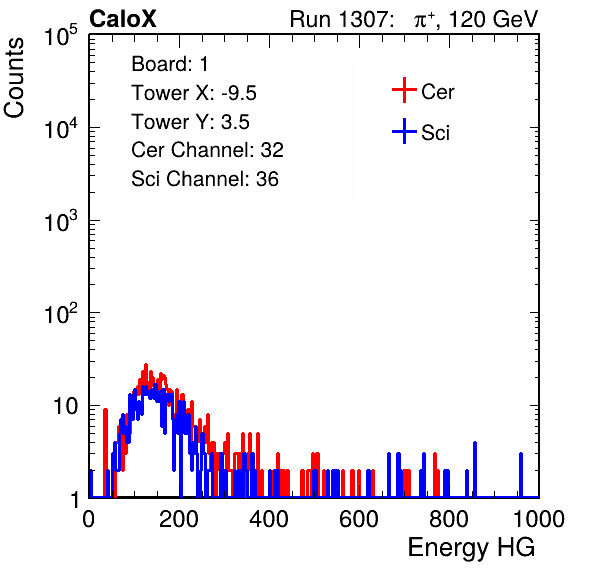 CaloX Run 1307: π⁺, 120 GeV
Counts
10⁵
10⁴
10³
10²
10
1
Board: 1
Tower X: -9.5
Tower Y: 3.5
Cer Channel: 32
Sci Channel: 36
Cer
Sci
0 200 400 600 800 1000
Energy HG